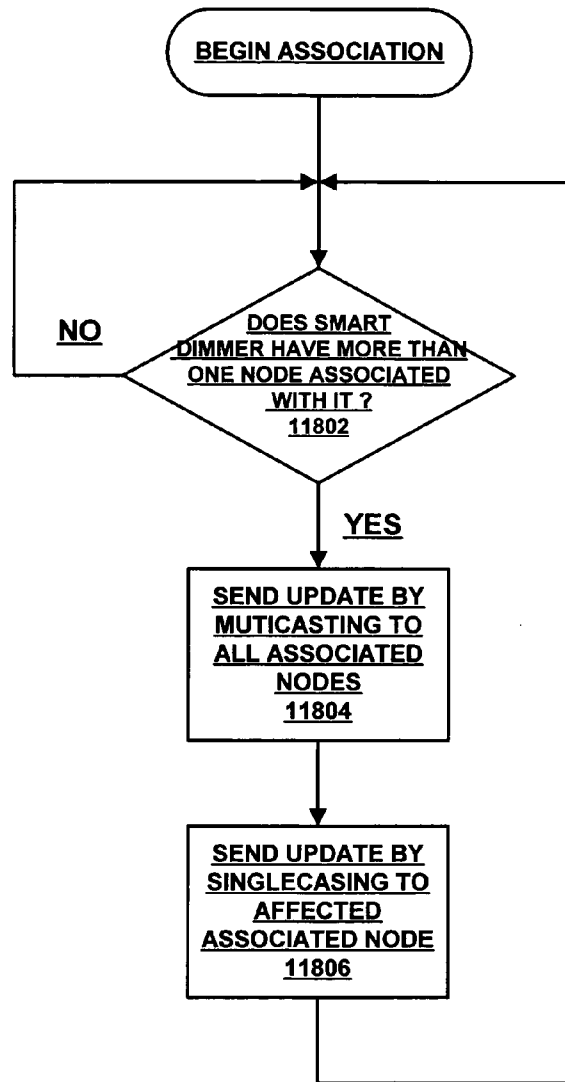 BEGIN ASSOCIATION
NO
DOES SMART
DIMMER HAVE MORE THAN
ONE NODE ASSOCIATED
WITH IT ?
11802
YES
SEND UPDATE BY
MUTICASTING TO
ALL ASSOCIATED
NODES
11804
SEND UPDATE BY
SINGLECASING TO
AFFECTED
ASSOCIATED NODE
11806